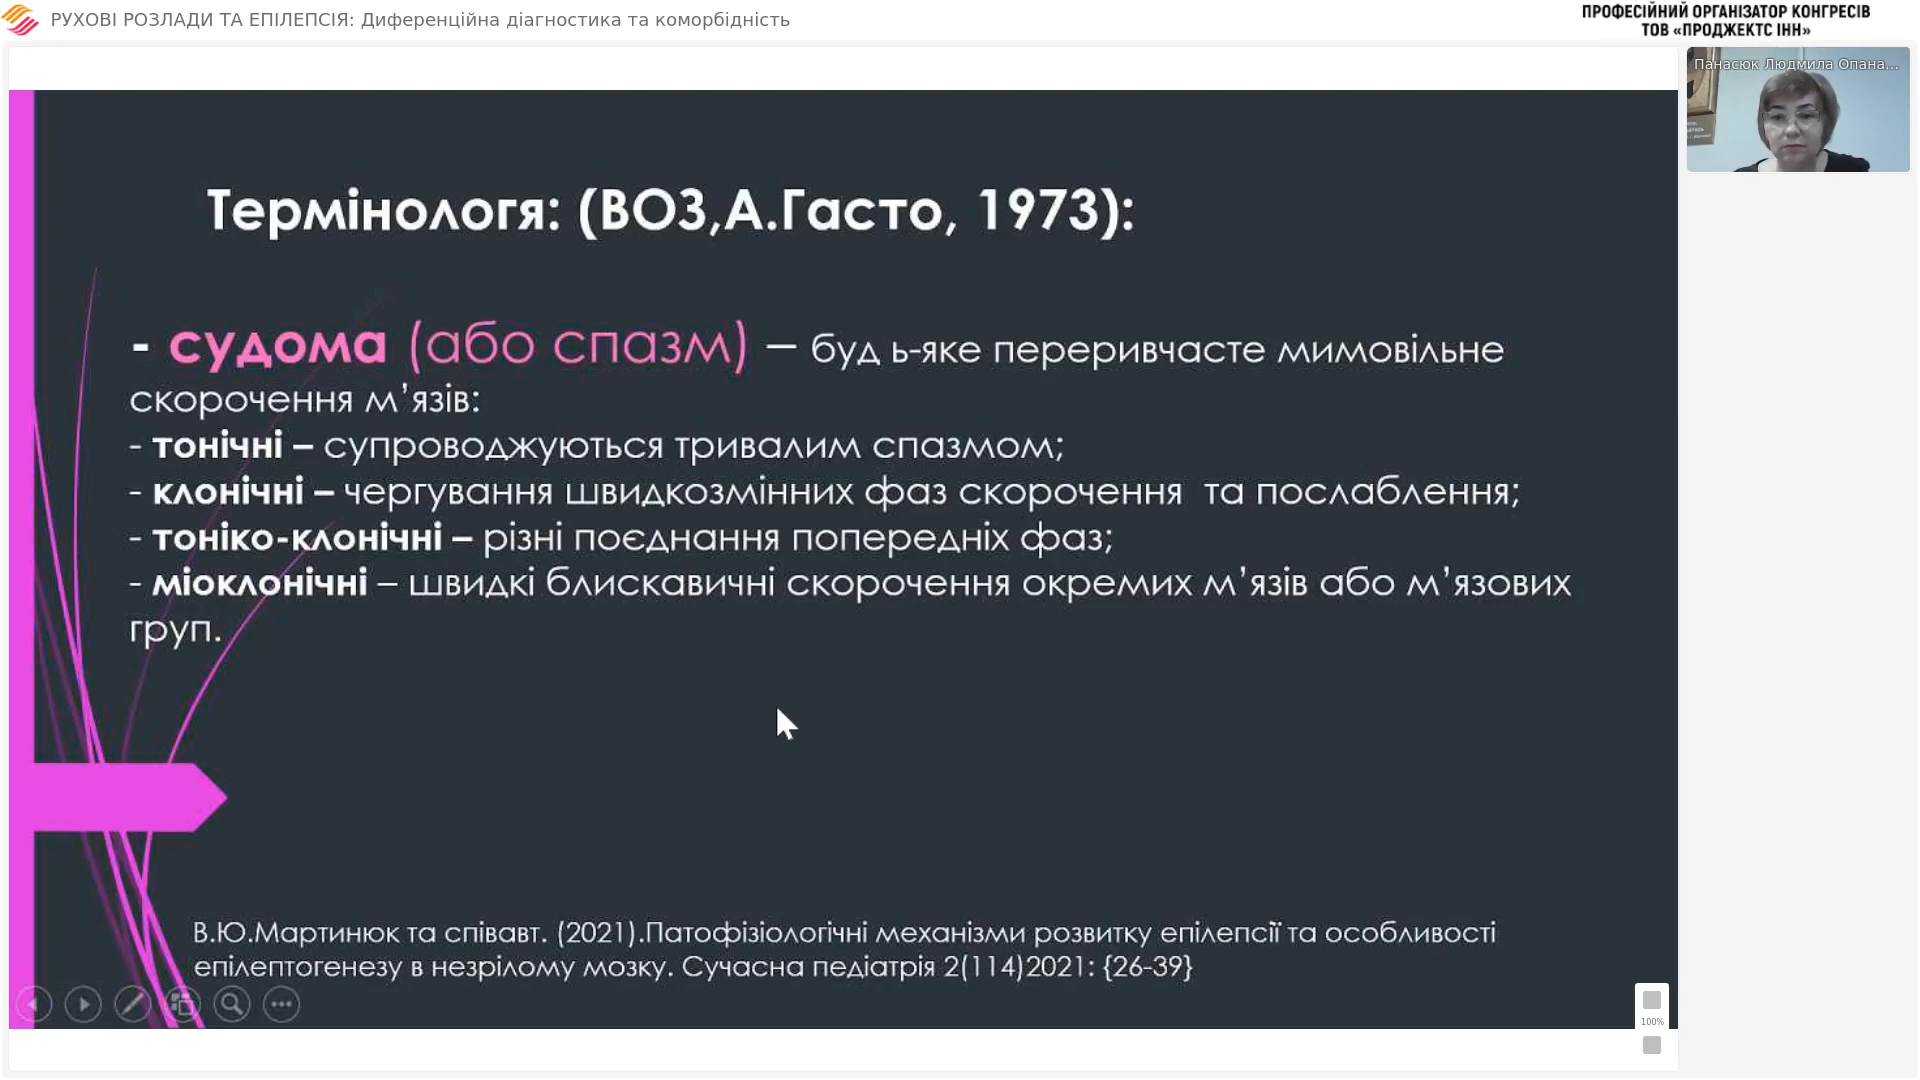 РУХОВІ РОЗЛАДИ ТА ЕПІЛЕПСІЯ: Диференційна діагностика та коморбідність
ПРОФЕСІЙНИЙ ОРГАНІЗАТОР КОНГРЕСІВ
ТОВ «ПРОДЖЕКТС ІНН»
Панасюк Людмила Опана...
Термінологя: (ВОЗ,А.Гасто, 1973):
- судома (або спазм) – буд ь-яке переривчасте мимовільне
скорочення м’язів:
- тонічні – супроводжуються тривалим спазмом;
- клонічні – чергування швидкозмінних фаз скорочення  та послаблення;
- тоніко-клонічні – різні поєднання попередніх фаз;
- міоклонічні – швидкі блискавичні скорочення окремих м’язів або м’язових
груп.
В.Ю.Мартинюк та співавт. (2021).Патофізіологічні механізми розвитку епілепсії та особливості
епілептогенезу в незрілому мозку. Сучасна педіатрія 2(114)2021: {26-39}
100%